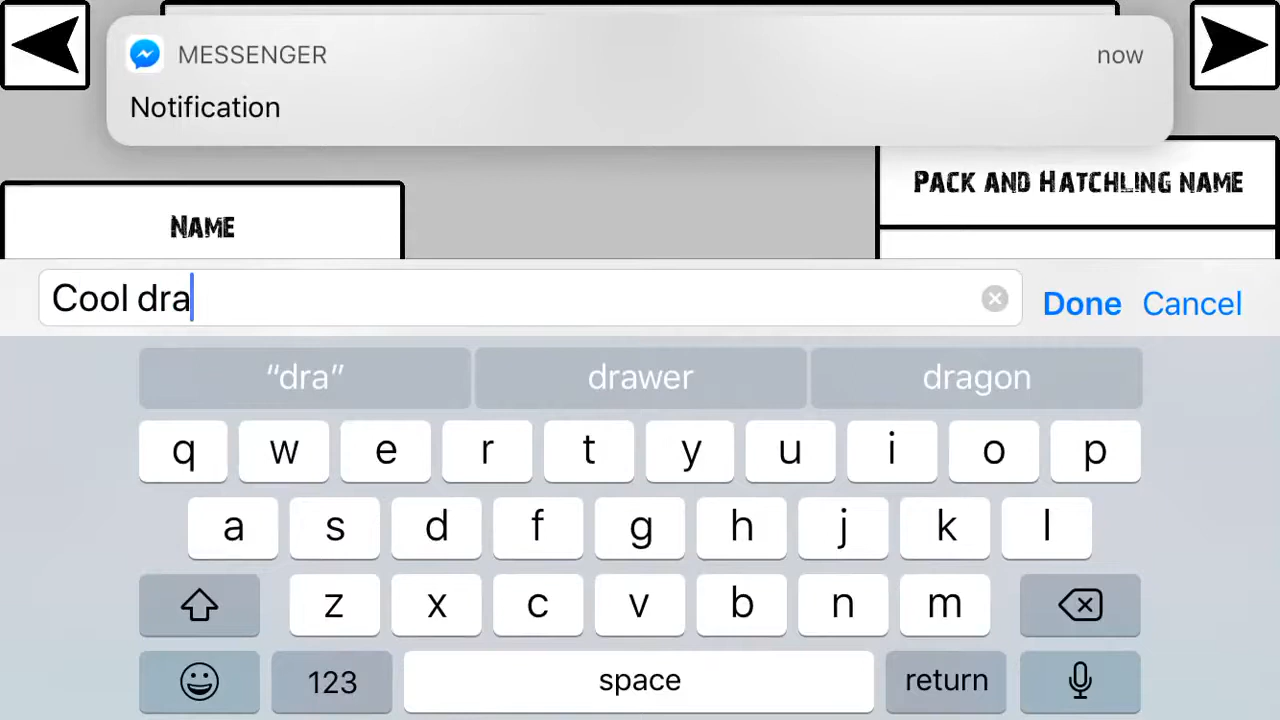 MESSENGER now
Notification
PACK AND HATCHLING NAME
NAME
Cool dra Done Cancel
“dra” drawer dragon
q w e r t y u i o p
a s d f g h j k l
z x c v b n m
123 space return